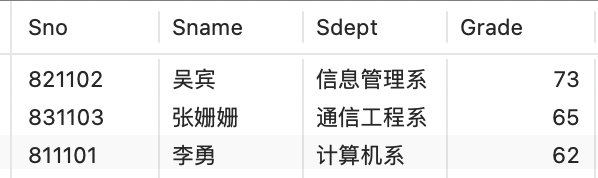 Sno Sname Sdept Grade
821102 吴宾 信息管理系 73
831103 张姗姗 通信工程系 65
811101 李勇 计算机系 62